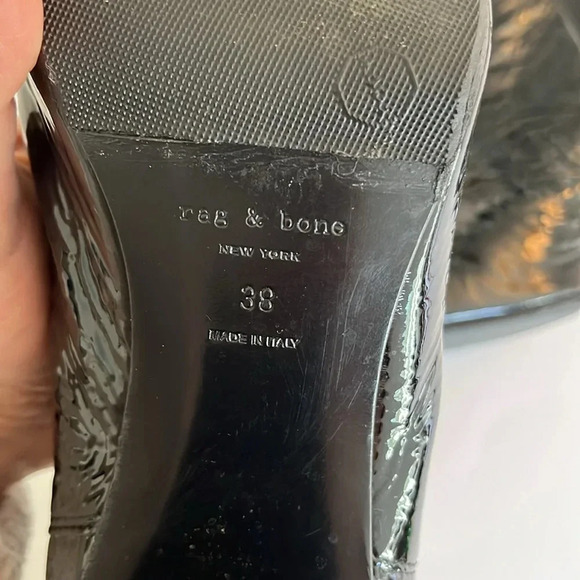 rag & bone
NEW YORK
38
MADE IN ITALY